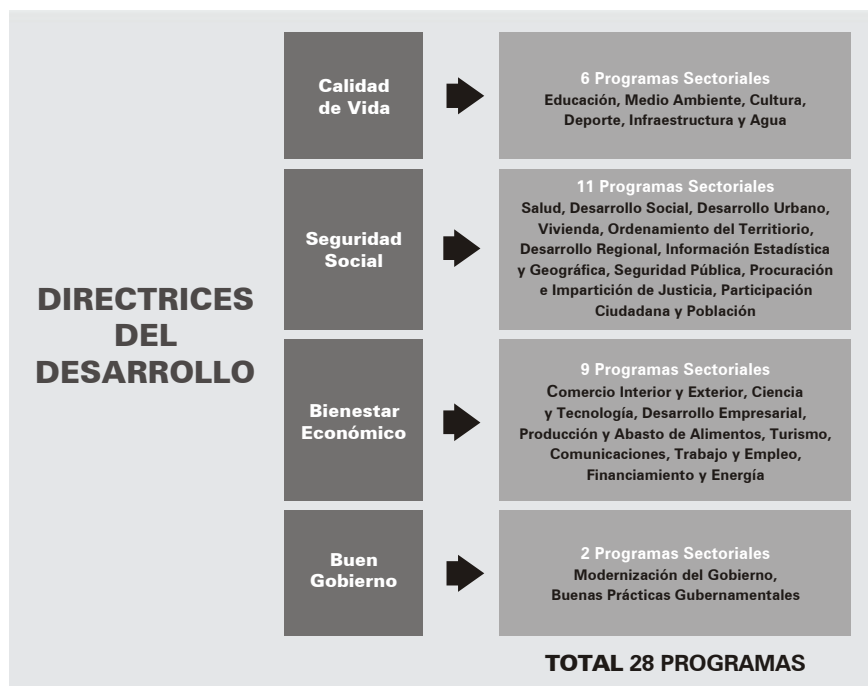 DIRECTRICES
DEL
DESARROLLO
Calidad
de Vida
6 Programas Sectoriales
Educación, Medio Ambiente, Cultura,
Deporte, Infraestructura y Agua
Seguridad
Social
11 Programas Sectoriales
Salud, Desarrollo Social, Desarrollo Urbano,
Vivienda, Ordenamiento del Territiorio,
Desarrollo Regional, Información Estadística
y Geográfica, Seguridad Pública, Procuración
e Impartición de Justicia, Participación
Ciudadana y Población
Bienestar
Económico
9 Programas Sectoriales
Comercio Interior y Exterior, Ciencia
y Tecnología, Desarrollo Empresarial,
Producción y Abasto de Alimentos, Turismo,
Comunicaciones, Trabajo y Empleo,
Financiamiento y Energía
Buen
Gobierno
2 Programas Sectoriales
Modernización del Gobierno,
Buenas Prácticas Gubernamentales
TOTAL 28 PROGRAMAS